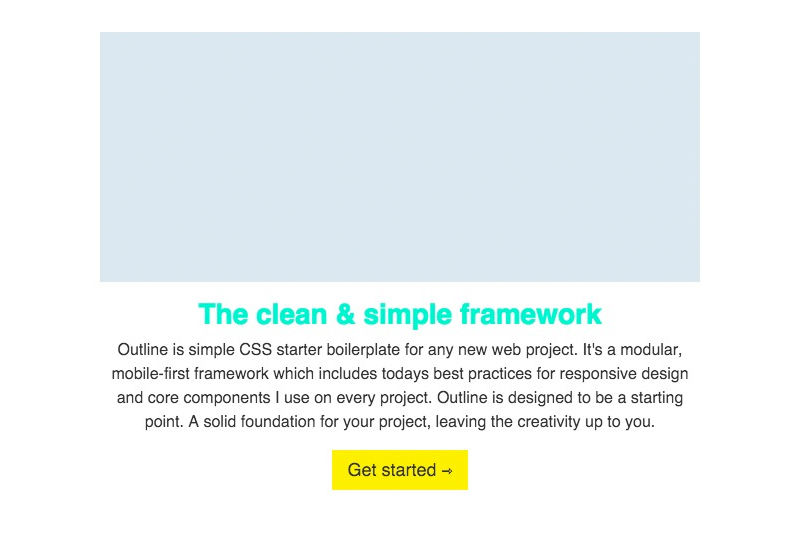 The clean & simple framework
Outline is simple CSS starter boilerplate for any new web project. It's a modular,
mobile-first framework which includes todays best practices for responsive design
and core components I use on every project. Outline is designed to be a starting
point. A solid foundation for your project, leaving the creativity up to you.
Get started ➾